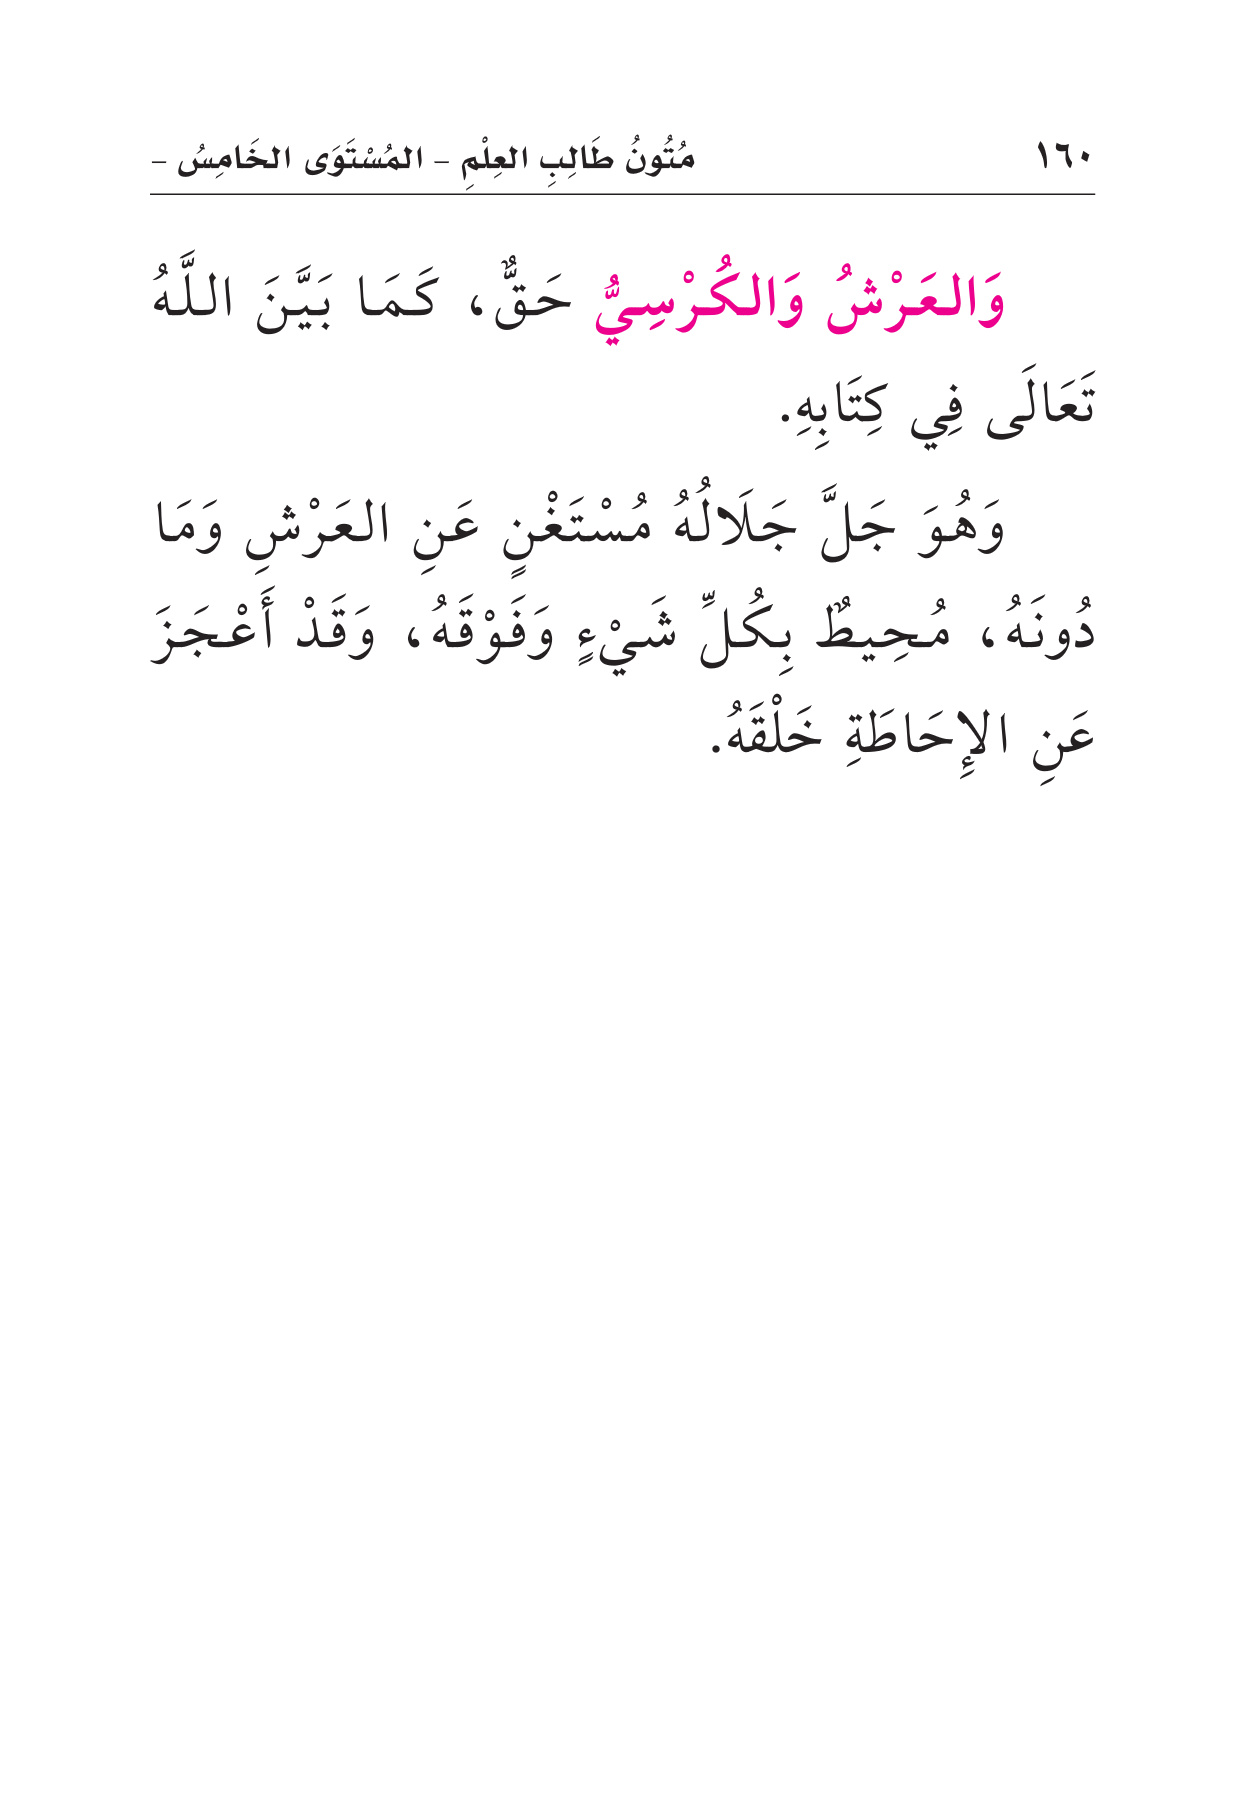 ١٦٠ مُتُونُ طَالِبِ العِلْمِ – المُسْتَوَى الخَامِسُ –
وَالعَرْشُ وَالكُرْسِيُّ حَقٌّ، كَمَا بَيَّنَ اللَّهُ
تَعَالَى فِي كِتَابِهِ.
وَهُوَ جَلَّ جَلَالُهُ مُسْتَغْنٍ عَنِ العَرْشِ وَمَا
دُونَهُ، مُحِيطٌ بِكُلِّ شَيْءٍ وَفَوْقَهُ، وَقَدْ أَعْجَزَ
عَنِ الإِحَاطَةِ خَلْقَهُ.